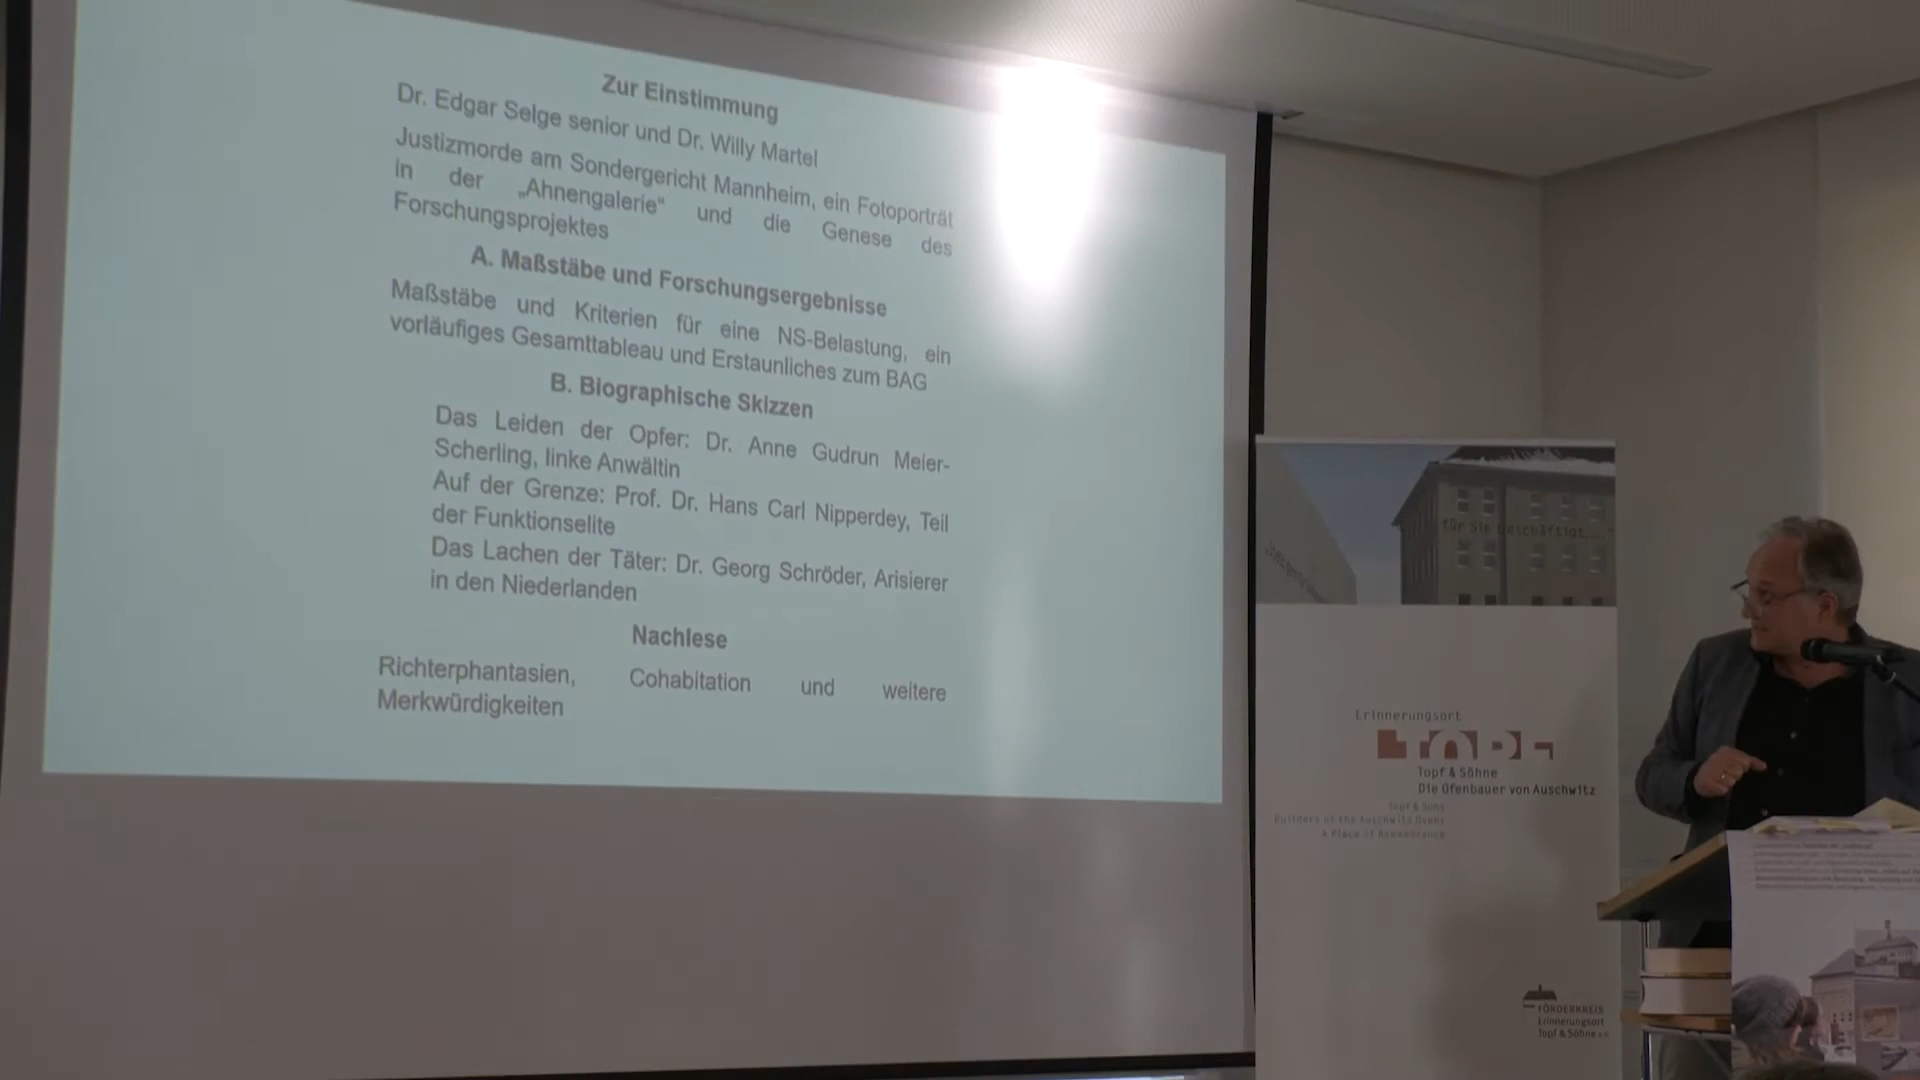 Zur Einstimmung
Dr. Edgar Selge senior und Dr. Willy Martel
Justizmorde am Sondergericht Mannheim, ein Fotoporträt
in der „Ahnengalerie“ und die Genese des
Forschungsprojektes
A. Maßstäbe und Forschungsergebnisse
Maßstäbe und Kriterien für eine NS-Belastung, ein
vorläufiges Gesamttableau und Erstaunliches zum BAG
B. Biographische Skizzen
Das Leiden der Opfer: Dr. Anne Gudrun Meier-
Scherling, linke Anwältin
Auf der Grenze: Prof. Dr. Hans Carl Nipperdey, Teil
der Funktionselite
Das Lachen der Täter: Dr. Georg Schröder, Arisierer
in den Niederlanden
Nachlese
Richterphantasien, Cohabitation und weitere
Merkwürdigkeiten
für Sie beschäftigt,...."
Erinnerungsort
TOPF
Topf & Söhne
Die Ofenbauer von Auschwitz
Topf & Sons
Builders of the Auschwitz Ovens
A Place of Remembrance
FÖRDERKREIS
Erinnerungsort
Topf & Söhne e.V.